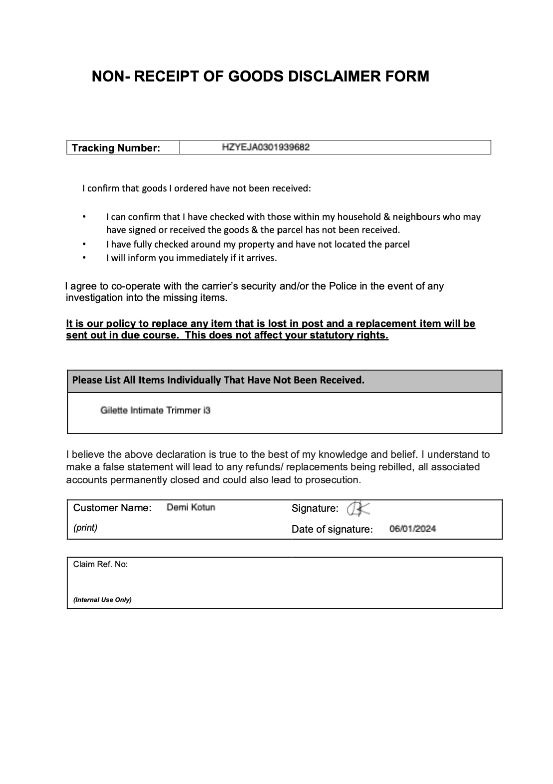 NON- RECEIPT OF GOODS DISCLAIMER FORM
Tracking Number: HZYEJA0301939682
I confirm that goods I ordered have not been received:
• I can confirm that I have checked with those within my household & neighbours who may
have signed or received the goods & the parcel has not been received.
• I have fully checked around my property and have not located the parcel
• I will inform you immediately if it arrives.
I agree to co-operate with the carrier's security and/or the Police in the event of any
investigation into the missing items.
It is our policy to replace any item that is lost in post and a replacement item will be
sent out in due course. This does not affect your statutory rights.
Please List All Items Individually That Have Not Been Received.
Gilette Intimate Trimmer i3
I believe the above declaration is true to the best of my knowledge and belief. I understand to
make a false statement will lead to any refunds/ replacements being rebilled, all associated
accounts permanently closed and could also lead to prosecution.
Customer Name: Demi Kotun Signature:
(print) Date of signature: 06/01/2024
Claim Ref. No:
(Internal Use Only)